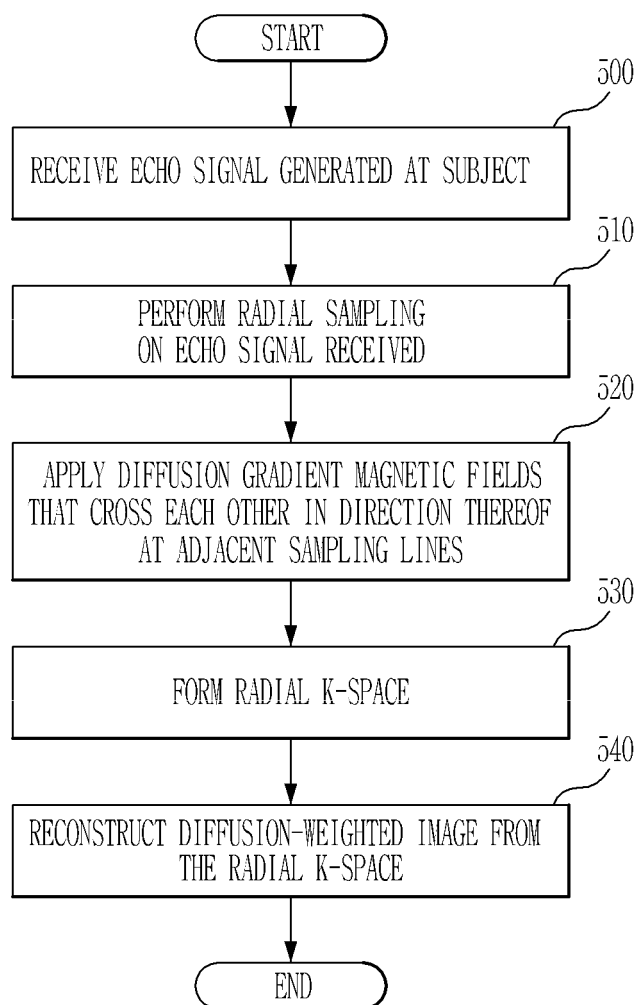 START
500
RECEIVE ECHO SIGNAL GENERATED AT SUBJECT
510
PERFORM RADIAL SAMPLING
ON ECHO SIGNAL RECEIVED
520
APPLY DIFFUSION GRADIENT MAGNETIC FIELDS
THAT CROSS EACH OTHER IN DIRECTION THEREOF
AT ADJACENT SAMPLING LINES
530
FORM RADIAL K-SPACE
540
RECONSTRUCT DIFFUSION-WEIGHTED IMAGE FROM
THE RADIAL K-SPACE
END